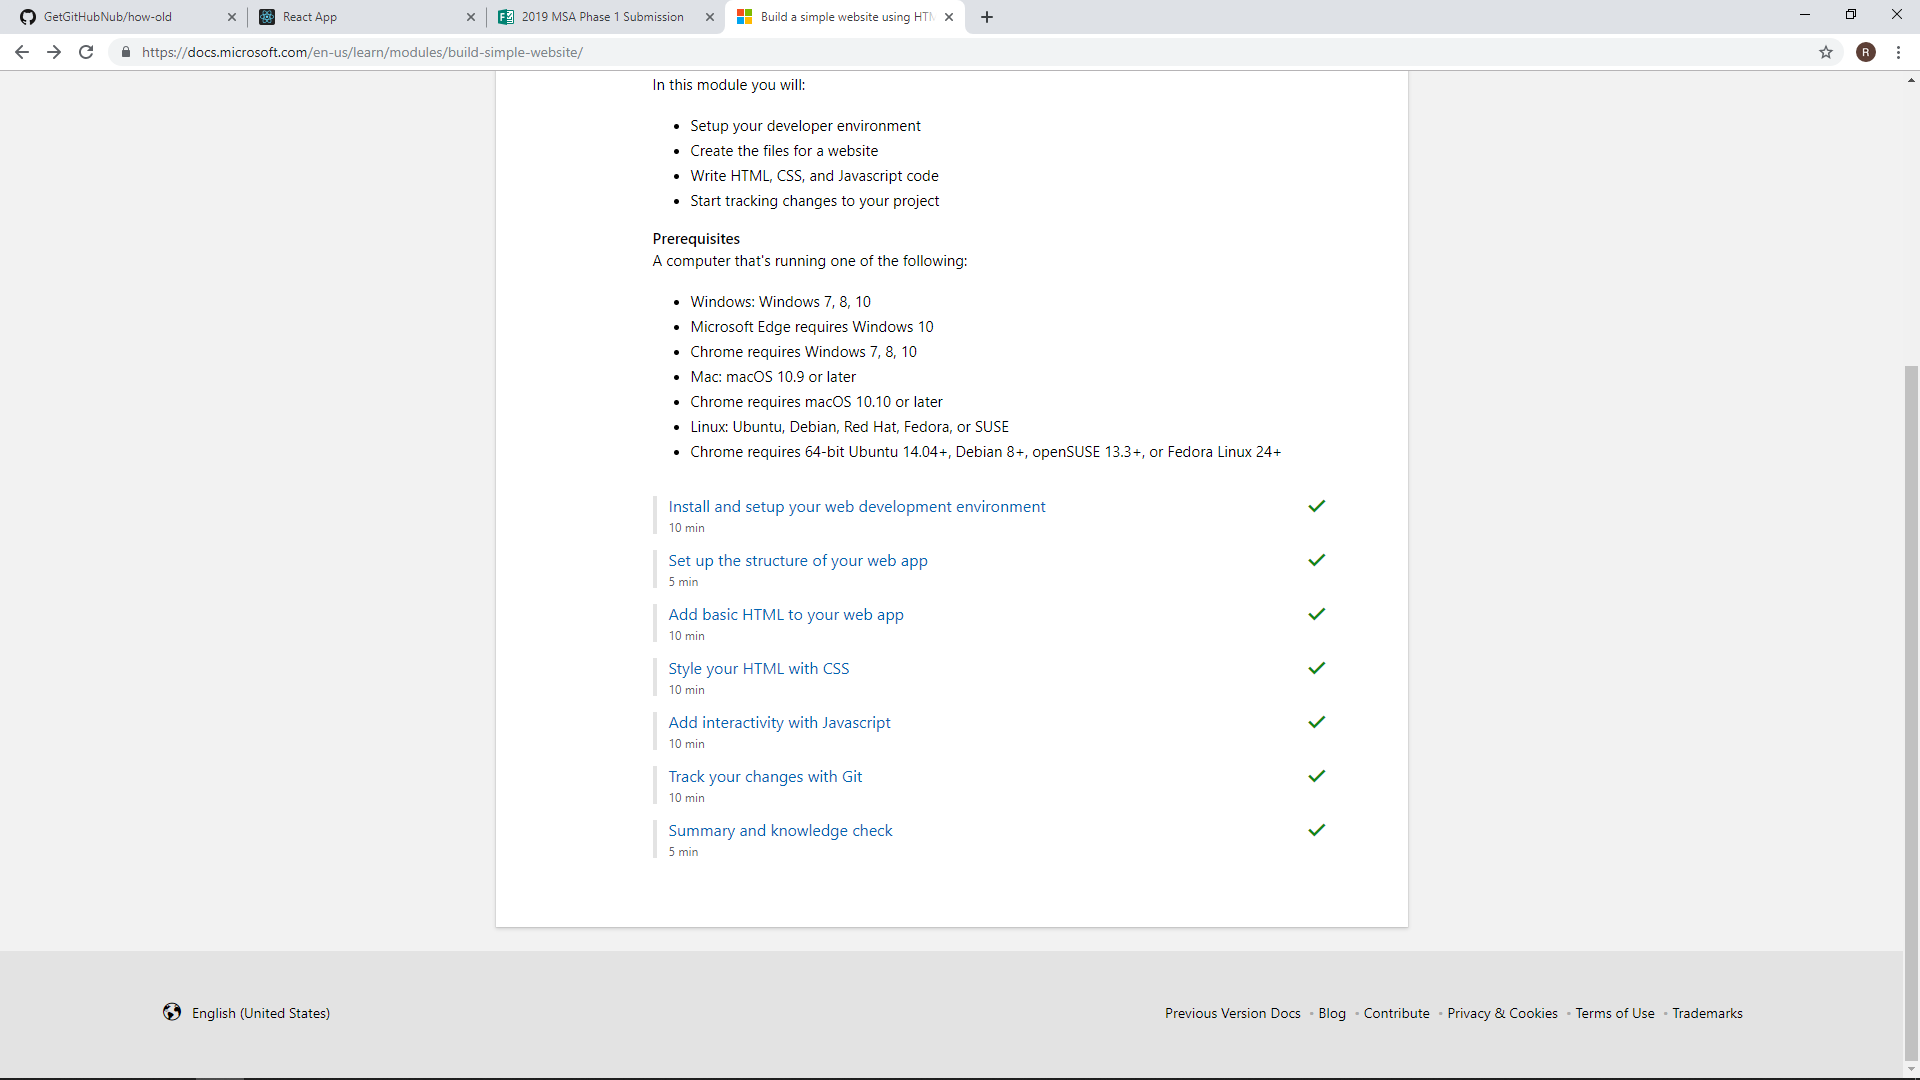 GetGitHubNub/how-old
React App
2019 MSA Phase 1 Submission
Build a simple website using HTM
https://docs.microsoft.com/en-us/learn/modules/build-simple-website/
R
In this module you will:
Setup your developer environment
Create the files for a website
Write HTML, CSS, and Javascript code
Start tracking changes to your project
Prerequisites
A computer that's running one of the following:
Windows: Windows 7, 8, 10
Microsoft Edge requires Windows 10
Chrome requires Windows 7, 8, 10
Mac: macOS 10.9 or later
Chrome requires macOS 10.10 or later
Linux: Ubuntu, Debian, Red Hat, Fedora, or SUSE
Chrome requires 64-bit Ubuntu 14.04+, Debian 8+, openSUSE 13.3+, or Fedora Linux 24+
Install and setup your web development environment
10 min
Set up the structure of your web app
5 min
Add basic HTML to your web app
10 min
Style your HTML with CSS
10 min
Add interactivity with Javascript
10 min
Track your changes with Git
10 min
Summary and knowledge check
5 min
English (United States)
Previous Version Docs • Blog • Contribute • Privacy & Cookies • Terms of Use • Trademarks